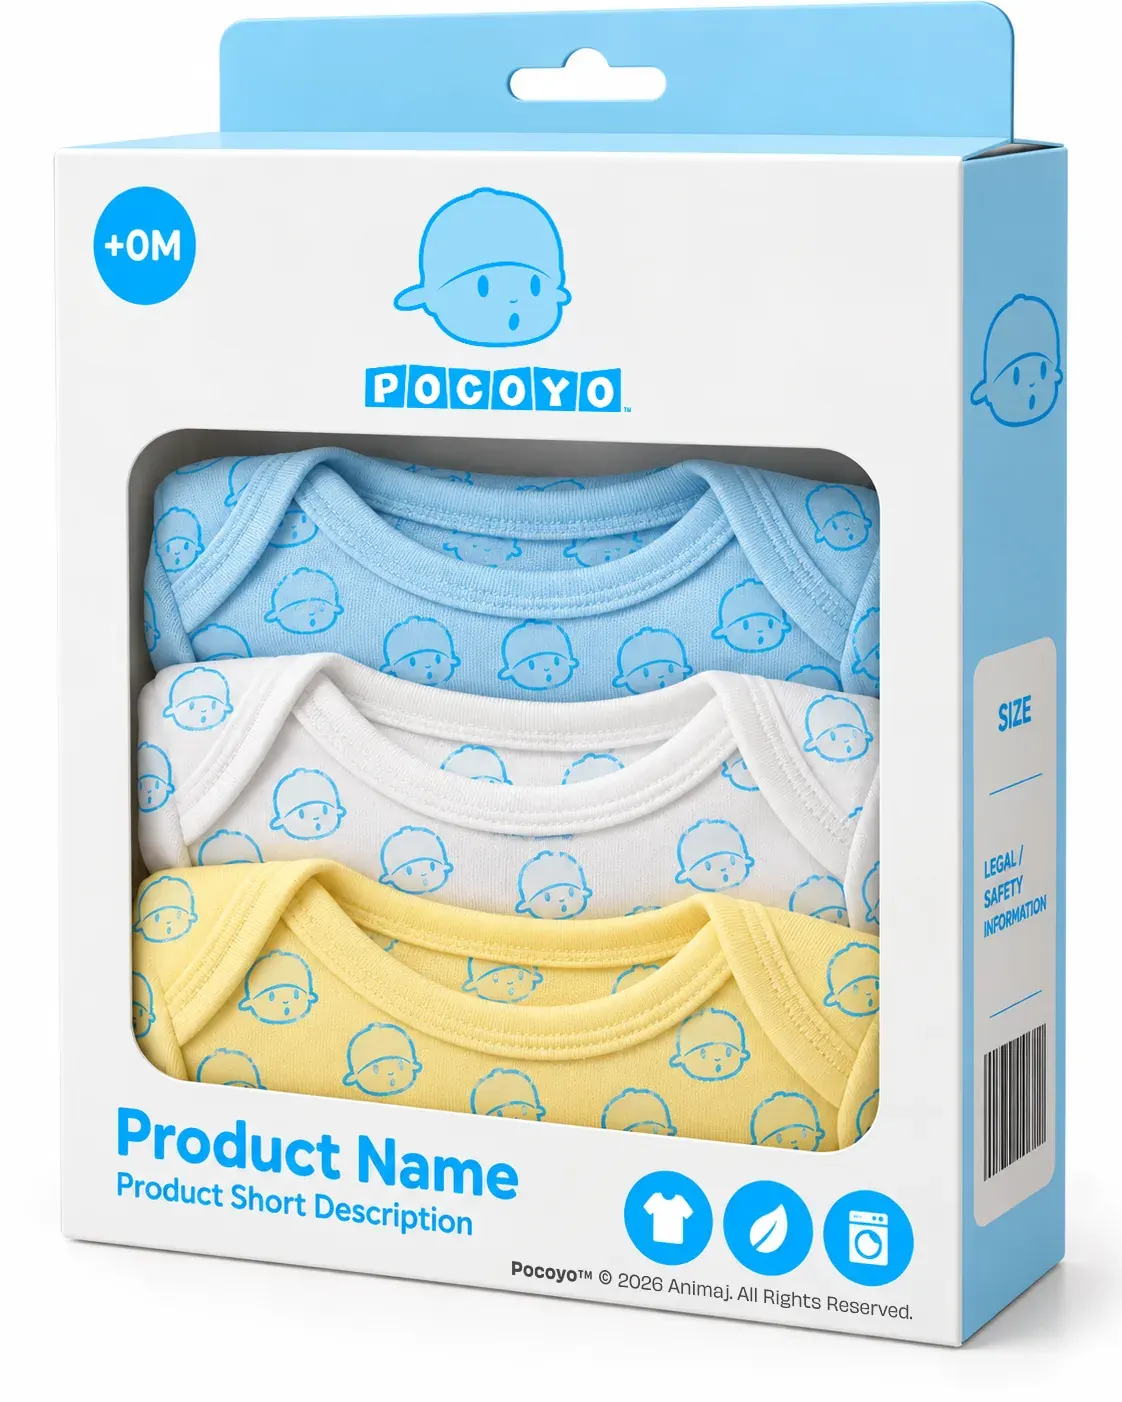 +0M
POCOYO™
SIZE
LEGAL /
SAFETY
INFORMATION
Product Name
Product Short Description
Pocoyo™ © 2026 Animaj. All Rights Reserved.